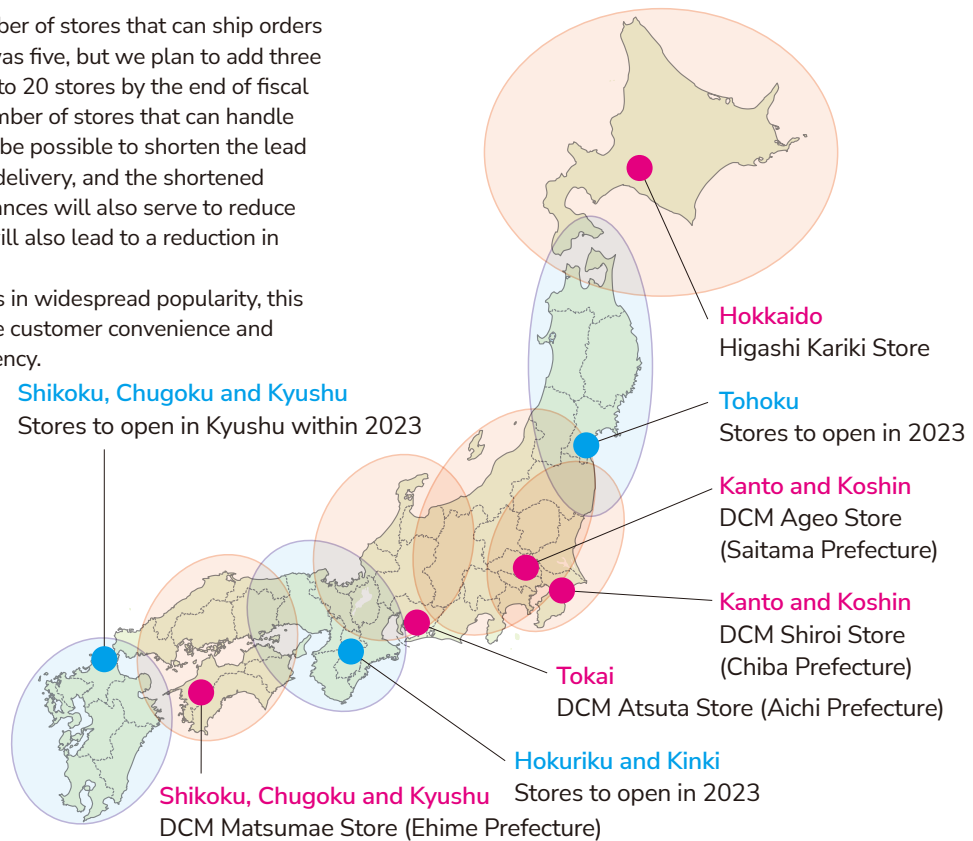 ber of stores that can ship orders
was five, but we plan to add three
to 20 stores by the end of fiscal
mber of stores that can handle
be possible to shorten the lead
delivery, and the shortened
ances will also serve to reduce
ill also lead to a reduction in
s in widespread popularity, this
e customer convenience and
ency.
Hokkaido
Higashi Kariki Store
Shikoku, Chugoku and Kyushu
Stores to open in Kyushu within 2023
Tohoku
Stores to open in 2023
Kanto and Koshin
DCM Ageo Store
(Saitama Prefecture)
Kanto and Koshin
DCM Shiroi Store
(Chiba Prefecture)
Tokai
DCM Atsuta Store (Aichi Prefecture)
Hokuriku and Kinki
Stores to open in 2023
Shikoku, Chugoku and Kyushu
DCM Matsumae Store (Ehime Prefecture)